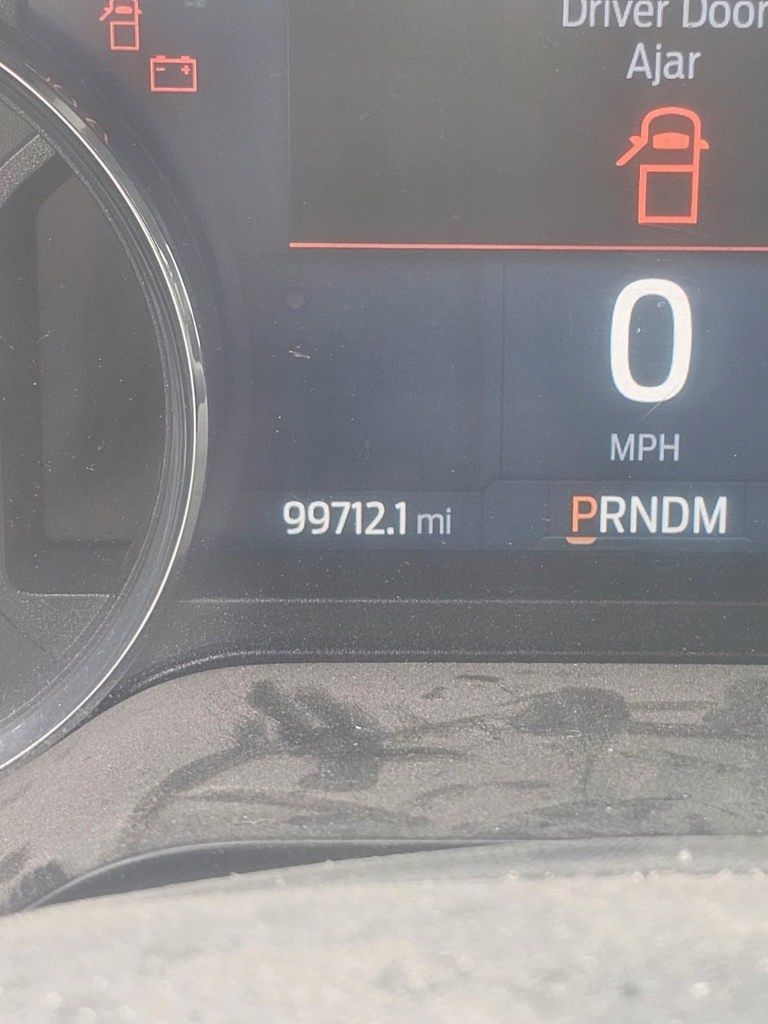 Driver Door
Ajar
0
MPH
99712.1 mi
PRNDM